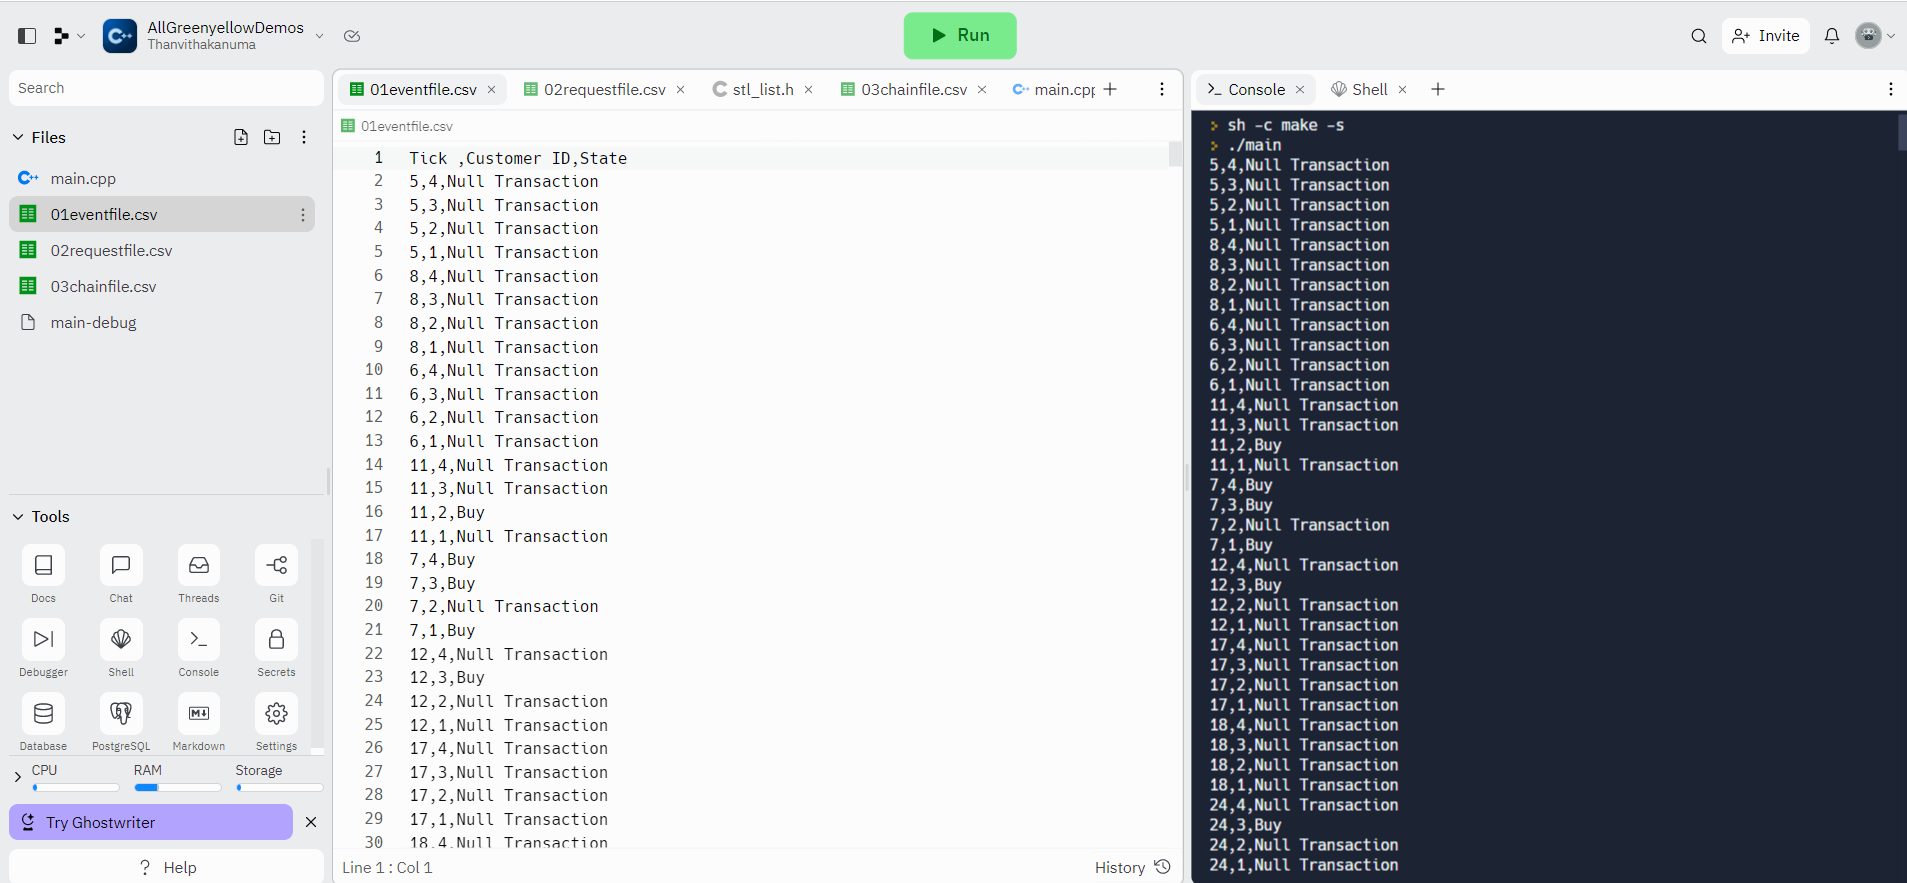 AllGreenyellowDemos
Thanvithakanuma
Run
Invite
Search
Files
main.cpp
01eventfile.csv
02requestfile.csv
03chainfile.csv
main-debug
Tools
Docs
Chat
Threads
Git
Debugger
Shell
Console
Secrets
Database
PostgreSQL
Markdown
Settings
CPU
RAM
Storage
Try Ghostwriter
? Help
01eventfile.csv
02requestfile.csv
stl_list.h
03chainfile.csv
main.cpp
01eventfile.csv
1 Tick ,Customer ID,State
2 5,4,Null Transaction
3 5,3,Null Transaction
4 5,2,Null Transaction
5 5,1,Null Transaction
6 8,4,Null Transaction
7 8,3,Null Transaction
8 8,2,Null Transaction
9 8,1,Null Transaction
10 6,4,Null Transaction
11 6,3,Null Transaction
12 6,2,Null Transaction
13 6,1,Null Transaction
14 11,4,Null Transaction
15 11,3,Null Transaction
16 11,2,Buy
17 11,1,Null Transaction
18 7,4,Buy
19 7,3,Buy
20 7,2,Null Transaction
21 7,1,Buy
22 12,4,Null Transaction
23 12,3,Buy
24 12,2,Null Transaction
25 12,1,Null Transaction
26 17,4,Null Transaction
27 17,3,Null Transaction
28 17,2,Null Transaction
29 17,1,Null Transaction
30 18,4,Null Transaction
Line 1 : Col 1
History
Console
Shell
sh -c make -s
./main
5,4,Null Transaction
5,3,Null Transaction
5,2,Null Transaction
5,1,Null Transaction
8,4,Null Transaction
8,3,Null Transaction
8,2,Null Transaction
8,1,Null Transaction
6,4,Null Transaction
6,3,Null Transaction
6,2,Null Transaction
6,1,Null Transaction
11,4,Null Transaction
11,3,Null Transaction
11,2,Buy
11,1,Null Transaction
7,4,Buy
7,3,Buy
7,2,Null Transaction
7,1,Buy
12,4,Null Transaction
12,3,Buy
12,2,Null Transaction
12,1,Null Transaction
17,4,Null Transaction
17,3,Null Transaction
17,2,Null Transaction
17,1,Null Transaction
18,4,Null Transaction
18,3,Null Transaction
18,2,Null Transaction
18,1,Null Transaction
24,4,Null Transaction
24,3,Buy
24,2,Null Transaction
24,1,Null Transaction